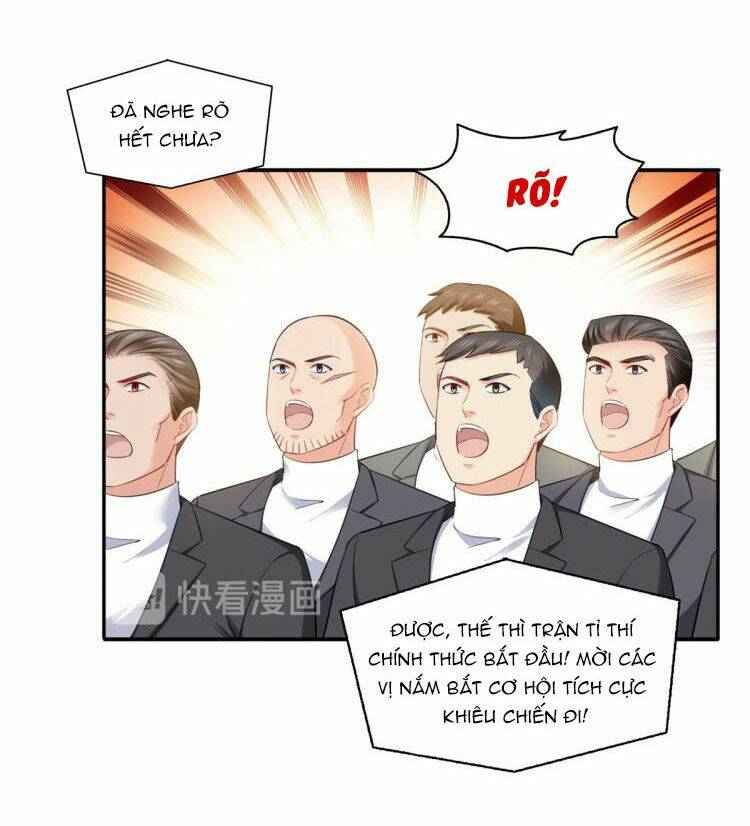 ĐÃ NGHE RÕ
HẾT CHƯA?
RÕ!
快看漫画
ĐƯỢC, THẾ THÌ TRẬN TỈ THÍ
CHÍNH THỨC BẮT ĐẦU! MỜI CÁC
VỊ NẮM BẮT CƠ HỘI TÍCH CỰC
KHIÊU CHIẾN ĐI!